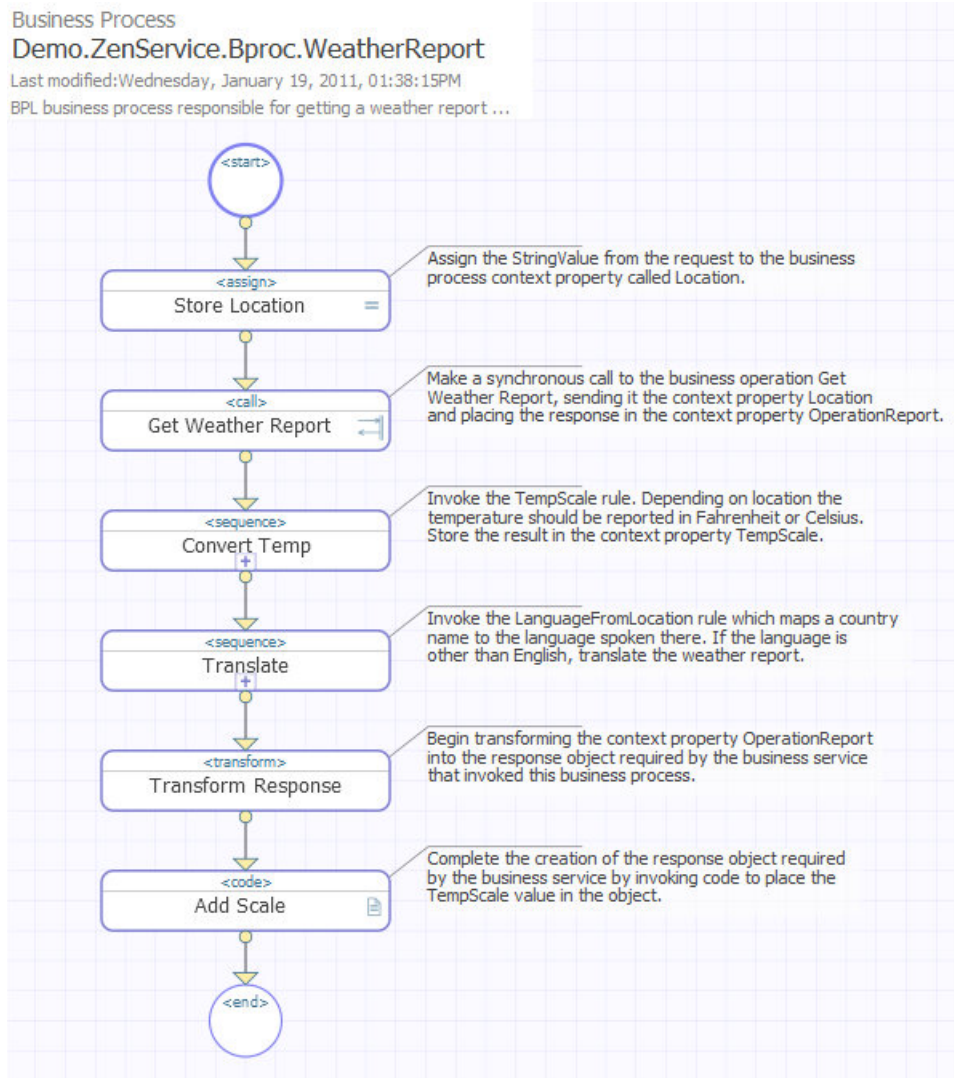 Business Process
Demo.ZenService.Bproc.WeatherReport
Last modified:Wednesday, January 19, 2011, 01:38:15PM
BPL business process responsible for getting a weather report ...
<start>
Assign the StringValue from the request to the business
process context property called Location.
<assign>
Store Location
=
Make a synchronous call to the business operation Get
Weather Report, sending it the context property Location
and placing the response in the context property OperationReport.
<call>
Get Weather Report
Invoke the TempScale rule. Depending on location the
temperature should be reported in Fahrenheit or Celsius.
Store the result in the context property TempScale.
<sequence>
Convert Temp
+
Invoke the LanguageFromLocation rule which maps a country
name to the language spoken there. If the language is
other than English, translate the weather report.
<sequence>
Translate
+
Begin transforming the context property OperationReport
into the response object required by the business service
that invoked this business process.
<transform>
Transform Response
Complete the creation of the response object required
by the business service by invoking code to place the
TempScale value in the object.
<code>
Add Scale
<end>